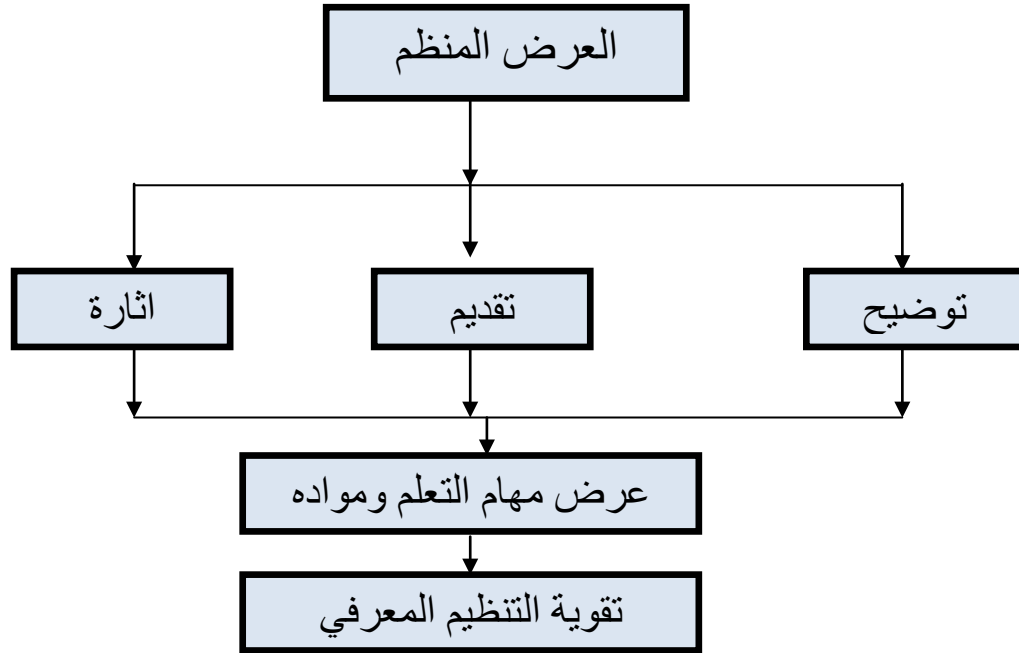 العرض المنظم
توضيح
تقديم
اثارة
عرض مهام التعلم ومواده
تقوية التنظيم المعرفي